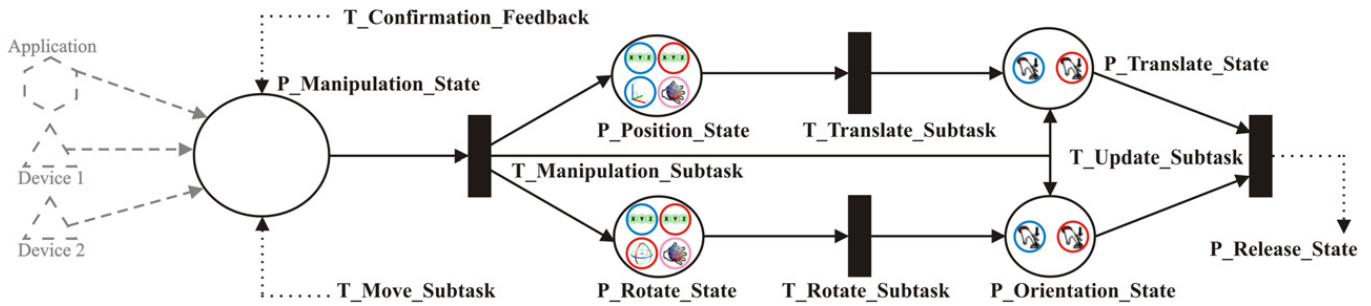 T_Confirmation_Feedback
Application
P_Manipulation_State
X Y Z
X Y Z
P_Translate_State
P_Position_State
T_Translate_Subtask
T_Update_Subtask
T_Manipulation_Subtask
Device 1
X Y Z
X Y Z
Device 2
P_Release_State
T_Move_Subtask
P_Rotate_State
T_Rotate_Subtask
P_Orientation_State